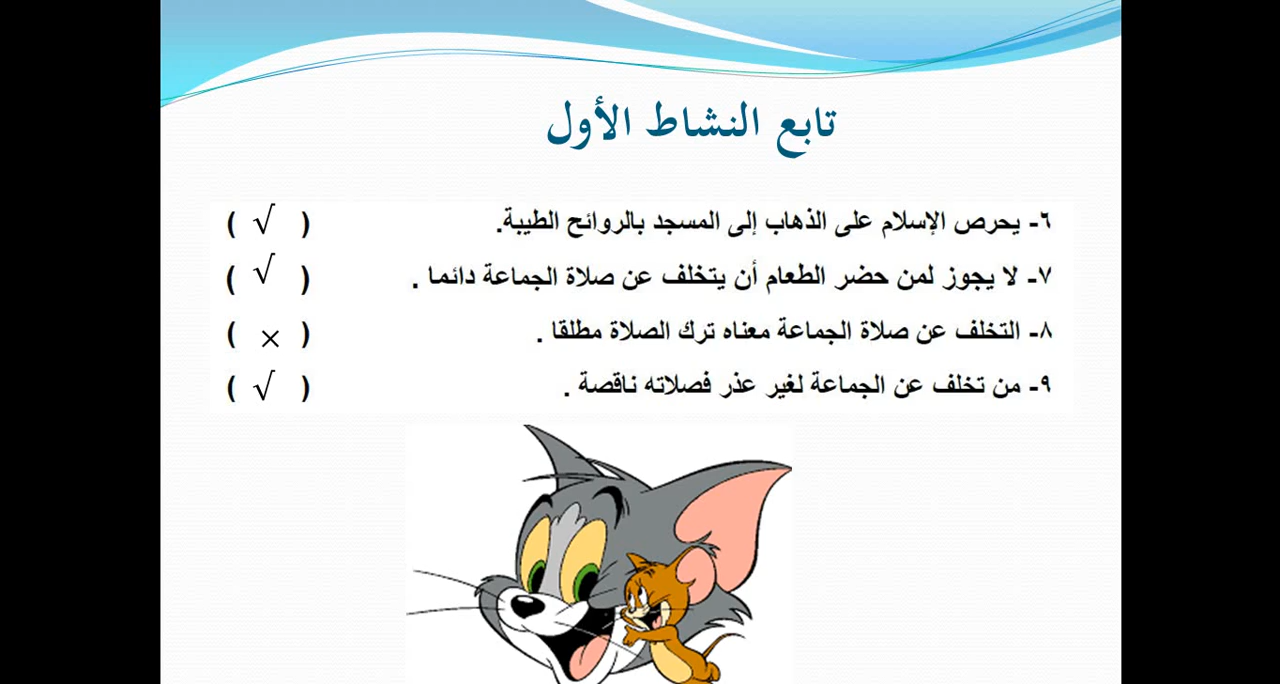 تابع النشاط الأول
٦- يحرص الإسلام على الذهاب إلى المسجد بالروائح الطيبة. ( √ )
٧- لا يجوز لمن حضر الطعام أن يتخلف عن صلاة الجماعة دائما . ( √ )
٨- التخلف عن صلاة الجماعة معناه ترك الصلاة مطلقا . ( × )
٩- من تخلف عن الجماعة لغير عذر فصلاته ناقصة . ( √ )